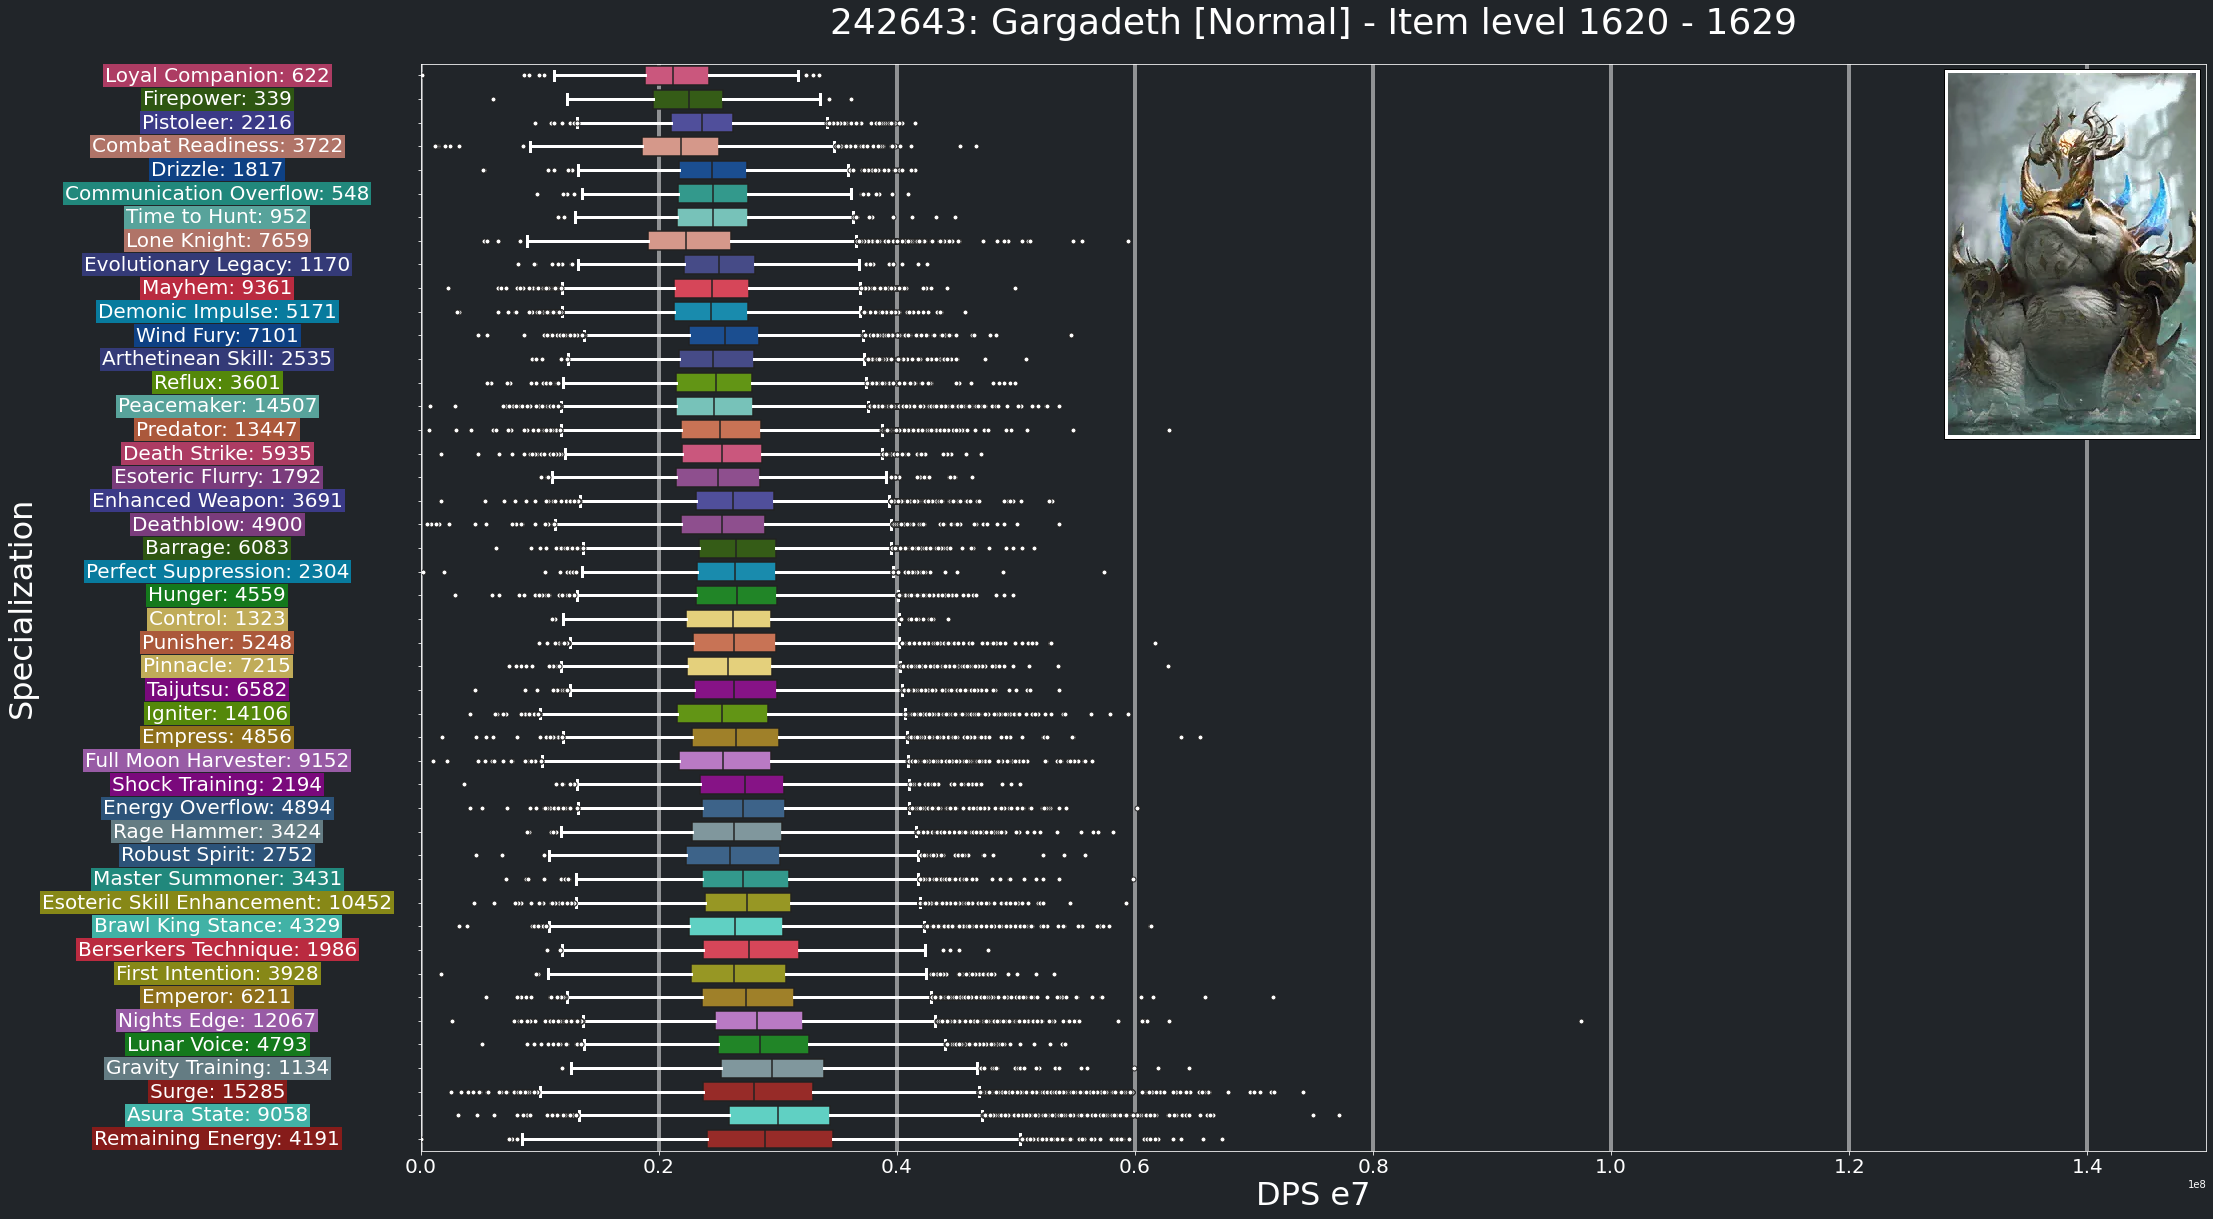 242643: Gargadeth [Normal] - Item level 1620 - 1629
Specialization
Loyal Companion: 622
Firepower: 339
Pistoleer: 2216
Combat Readiness: 3722
Drizzle: 1817
Communication Overflow: 548
Time to Hunt: 952
Lone Knight: 7659
Evolutionary Legacy: 1170
Mayhem: 9361
Demonic Impulse: 5171
Wind Fury: 7101
Arthetinean Skill: 2535
Reflux: 3601
Peacemaker: 14507
Predator: 13447
Death Strike: 5935
Esoteric Flurry: 1792
Enhanced Weapon: 3691
Deathblow: 4900
Barrage: 6083
Perfect Suppression: 2304
Hunger: 4559
Control: 1323
Punisher: 5248
Pinnacle: 7215
Taijutsu: 6582
Igniter: 14106
Empress: 4856
Full Moon Harvester: 9152
Shock Training: 2194
Energy Overflow: 4894
Rage Hammer: 3424
Robust Spirit: 2752
Master Summoner: 3431
Esoteric Skill Enhancement: 10452
Brawl King Stance: 4329
Berserkers Technique: 1986
First Intention: 3928
Emperor: 6211
Nights Edge: 12067
Lunar Voice: 4793
Gravity Training: 1134
Surge: 15285
Asura State: 9058
Remaining Energy: 4191
0.0 0.2 0.4 0.6 0.8 1.0 1.2 1.4
DPS e7
1e8